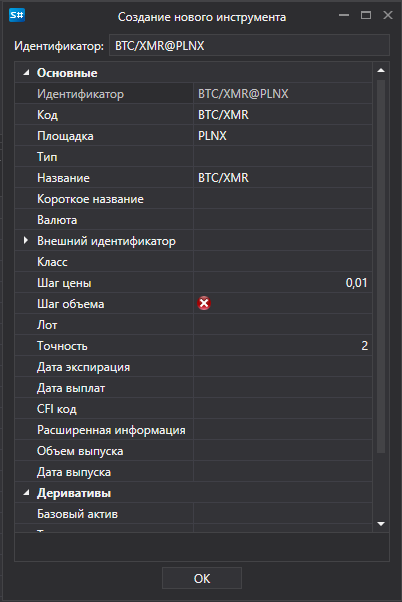 S# Создание нового инструмента
Идентификатор: BTC/XMR@PLNX
Основные
Идентификатор BTC/XMR@PLNX
Код BTC/XMR
Площадка PLNX
Тип
Название BTC/XMR
Короткое название
Валюта
Внешний идентификатор
Класс
Шаг цены 0,01
Шаг объема
Лот
Точность 2
Дата экспирация
Дата выплат
CFI код
Расширенная информация
Объем выпуска
Дата выпуска
Деривативы
Базовый актив
OK